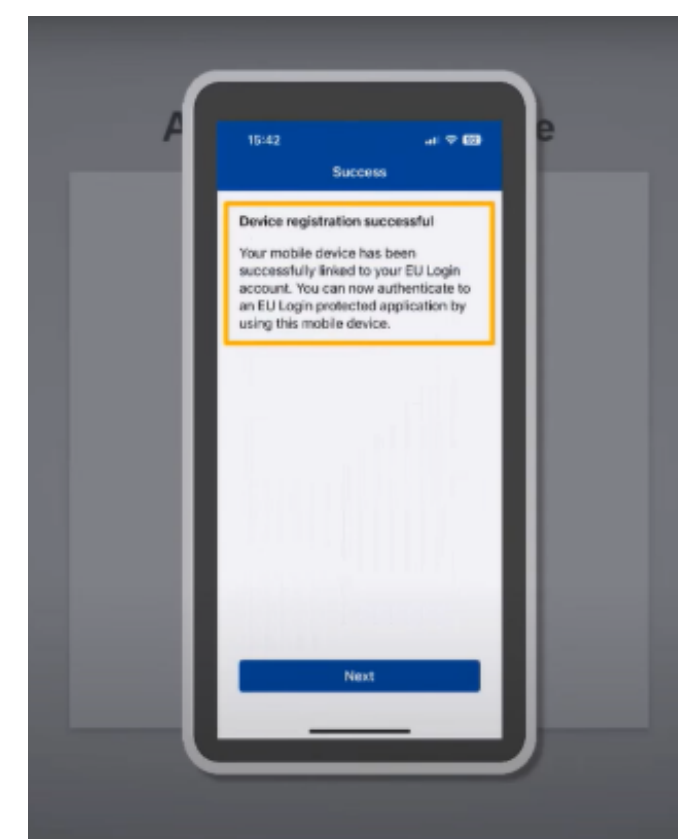 A e
15:42
Success
Device registration successful
Your mobile device has been
successfully linked to your EU Login
account. You can now authenticate to
an EU Login protected application by
using this mobile device.
Next